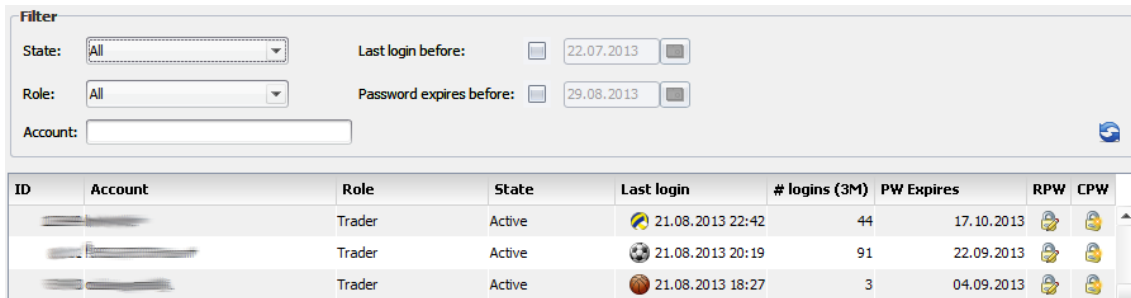 Filter
State: All Last login before: 22.07.2013
Role: All Password expires before: 29.08.2013
Account:
ID Account Role State Last login # logins (3M) PW Expires RPW CPW
Trader Active 21.08.2013 22:42 44 17.10.2013
Trader Active 21.08.2013 20:19 91 22.09.2013
Trader Active 21.08.2013 18:27 3 04.09.2013